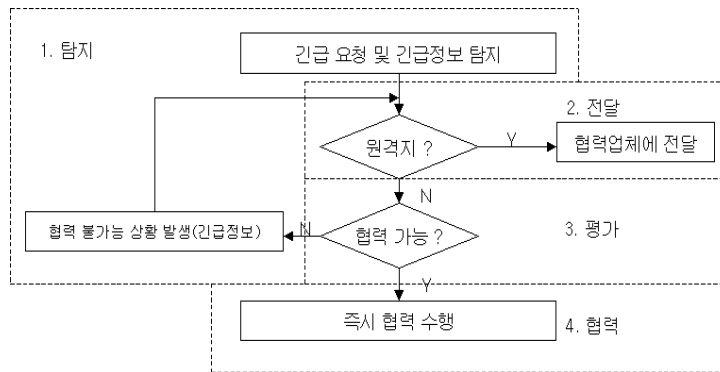 1. 탐지
긴급 요청 및 긴급정보 탐지
2. 전달
원격지 ?
Y
협력업체에 전달
N
협력 불가능 상황 발생(긴급정보)
N
협력 가능 ?
3. 평가
Y
즉시 협력 수행
4. 협력